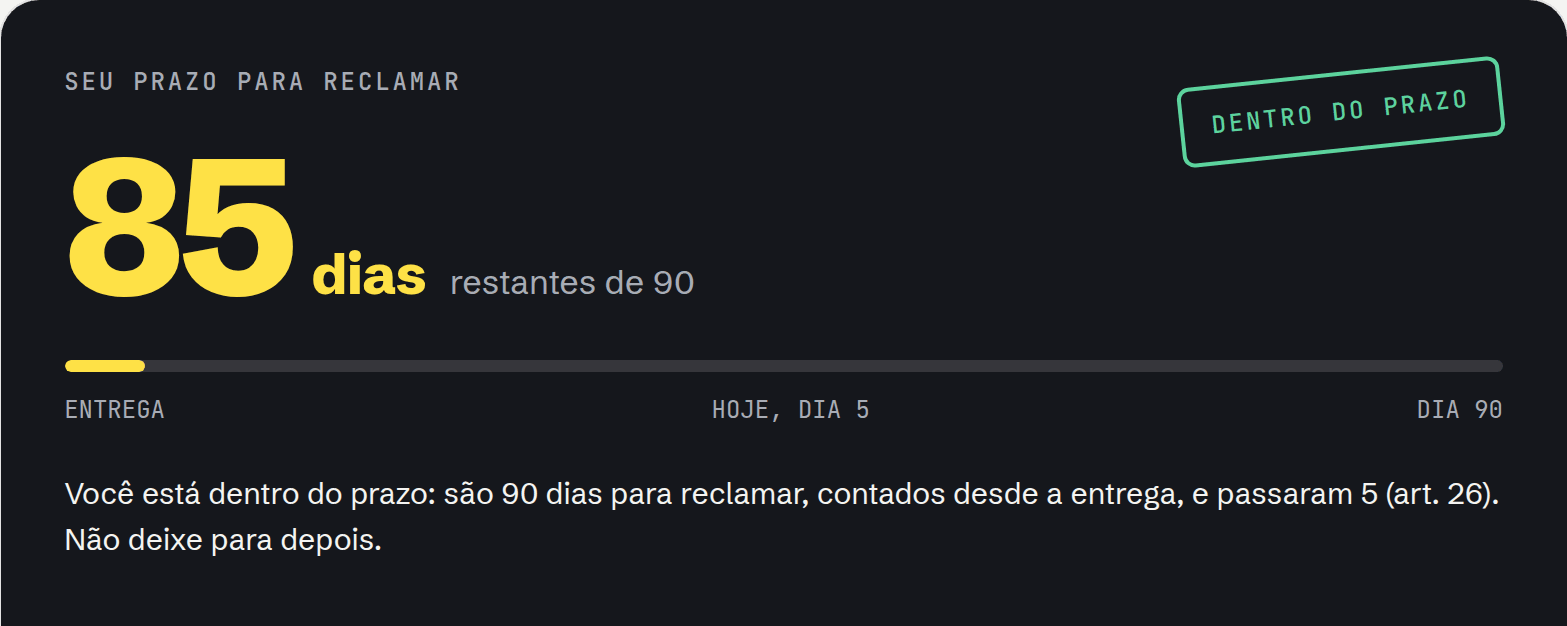 SEU PRAZO PARA RECLAMAR
DENTRO DO PRAZO
85 dias restantes de 90
ENTREGA HOJE, DIA 5 DIA 90
Você está dentro do prazo: são 90 dias para reclamar, contados desde a entrega, e passaram 5 (art. 26).
Não deixe para depois.